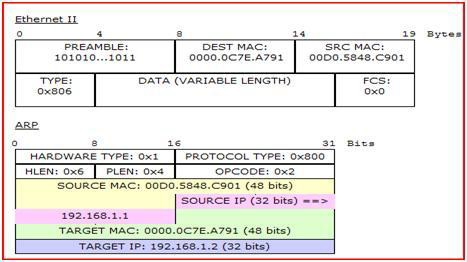 Ethernet II
0 4 8 14 19 Bytes
PREAMBLE: DEST MAC: SRC MAC:
101010...1011 0000.0C7E.A791 00D0.5848.C901
TYPE: DATA (VARIABLE LENGTH) FCS:
0x806 0x0
ARP
0 8 16 31 Bits
HARDWARE TYPE: 0x1 PROTOCOL TYPE: 0x800
HLEN: 0x6 PLEN: 0x4 OPCODE: 0x2
SOURCE MAC: 00D0.5848.C901 (48 bits)
SOURCE IP (32 bits) ==>
192.168.1.1
TARGET MAC: 0000.0C7E.A791 (48 bits)
TARGET IP: 192.168.1.2 (32 bits)